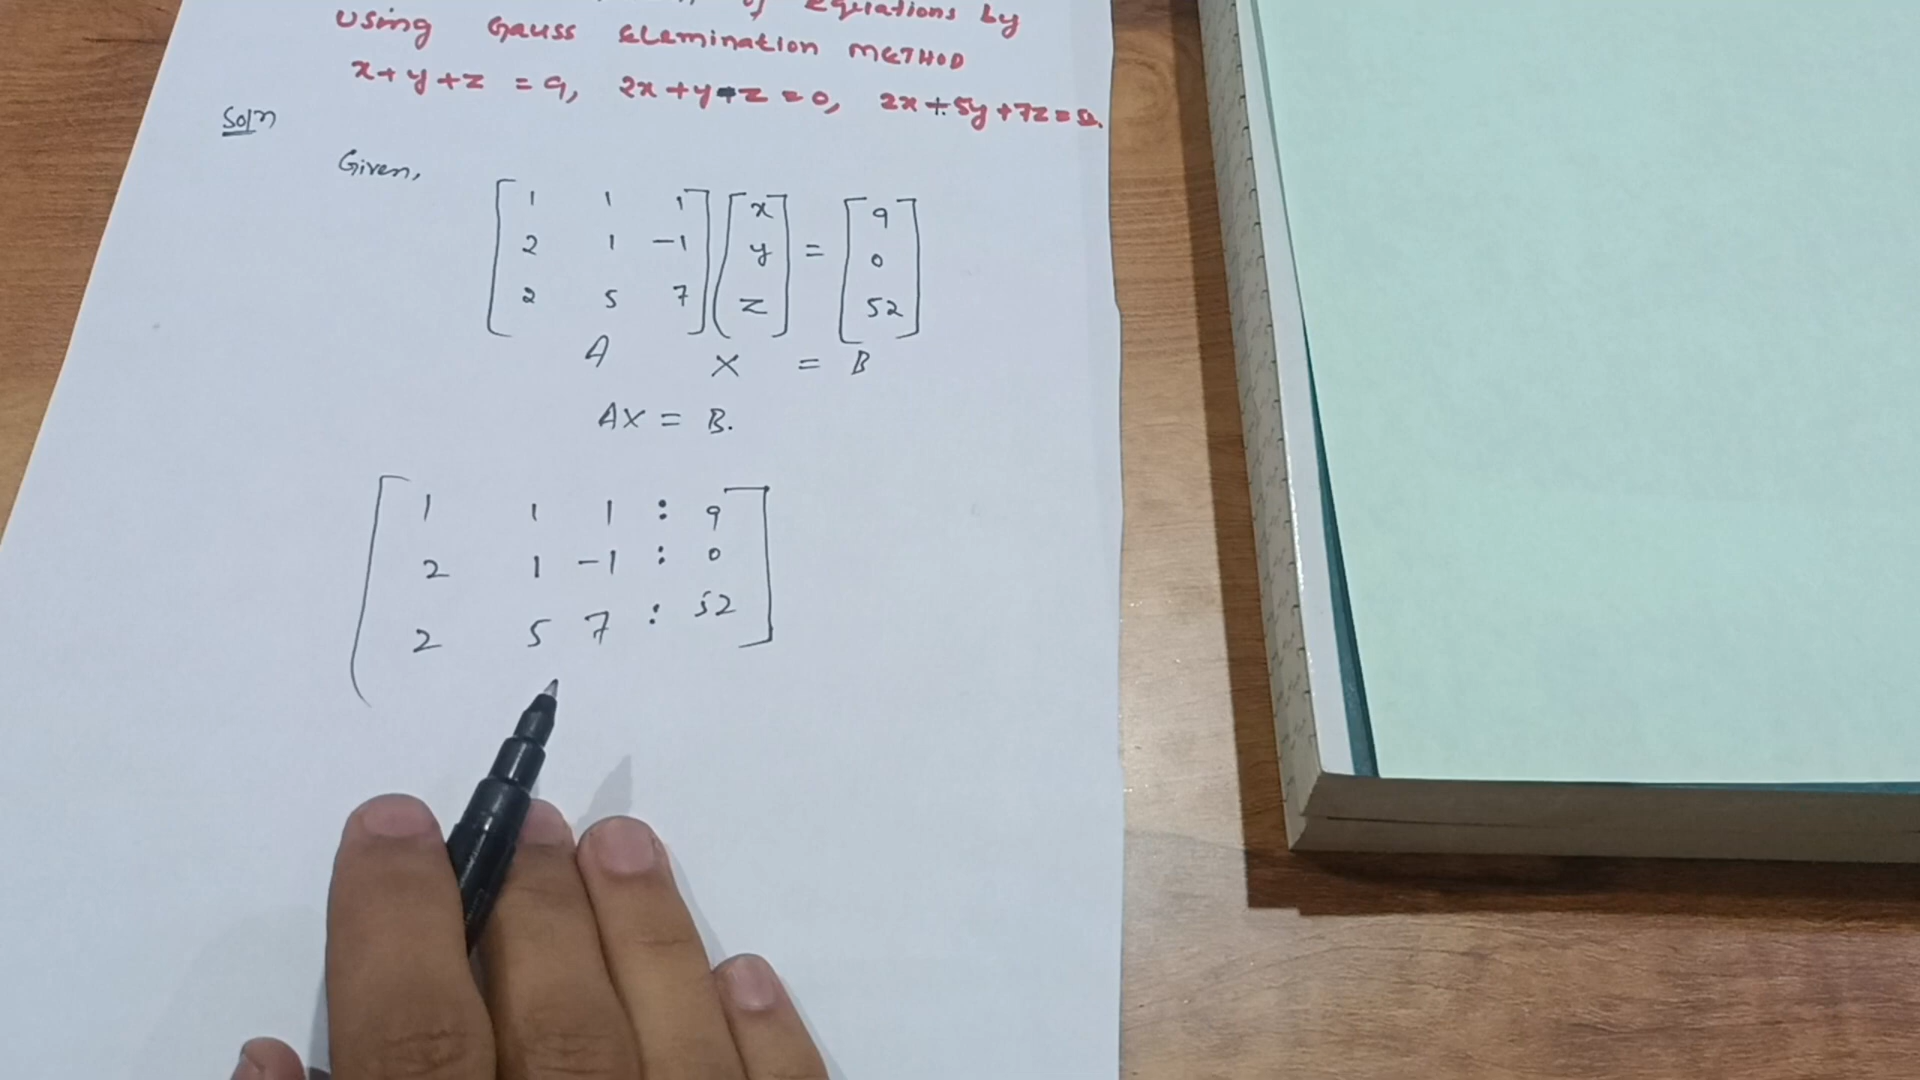 of Equations by
Using Gauss Elemination METHOD
x+y+z = 9, 2x+y-z = 0, 2x+5y+7z=52.
Soln
Given,
[1 1 1] [x] = [9]
[2 1 -1] [y] [0]
[2 5 7] [z] [52]
A X = B
AX = B.
[1 1 1 : 9]
[2 1 -1 : 0]
[2 5 7 : 52]